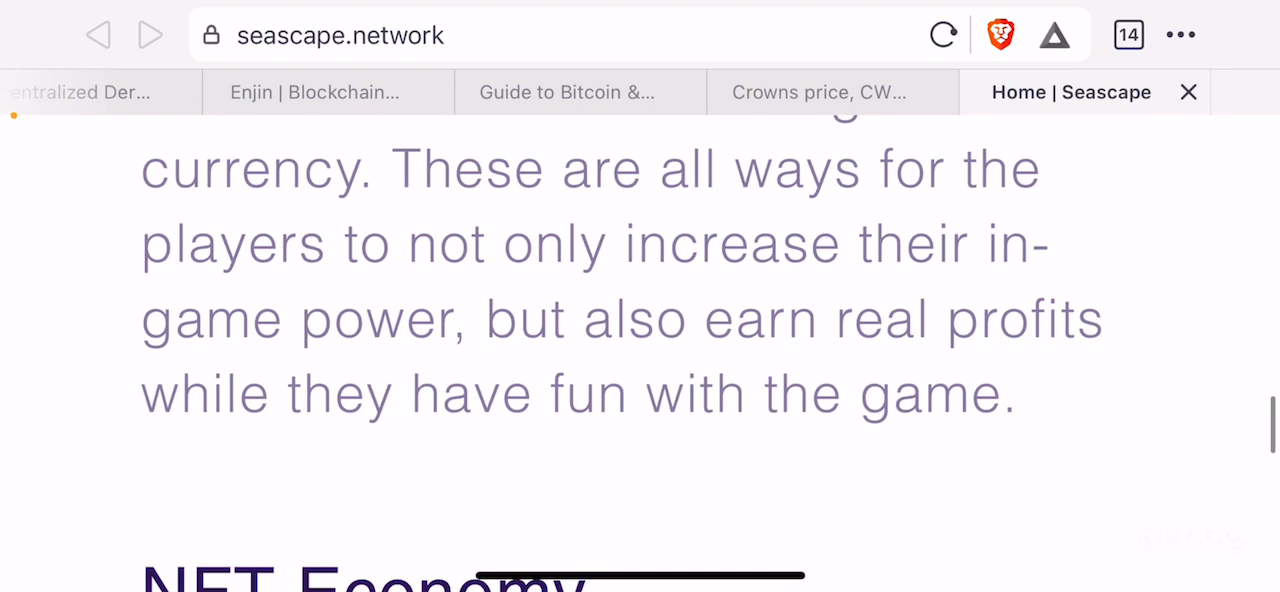 seascape.network
14
entralized Der...
Enjin | Blockchain...
Guide to Bitcoin &...
Crowns price, CW...
Home | Seascape
currency. These are all ways for the
players to not only increase their in-
game power, but also earn real profits
while they have fun with the game.
NFT Economy